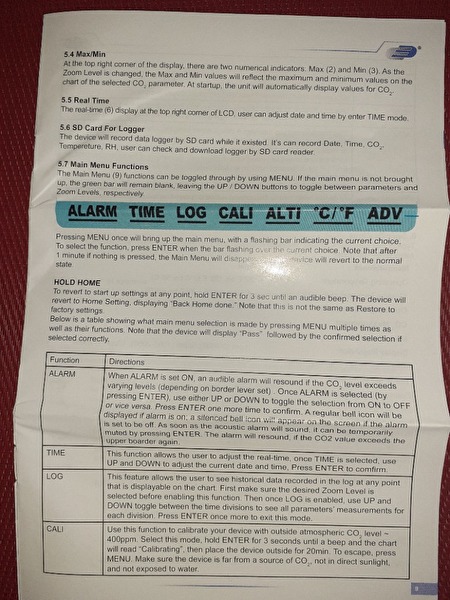 5.4 Max/Min
At the top right corner of the display, there are two numerical indicators: Max (2) and Min (3). As the
Zoom Level is changed, the Max and Min values will reflect the maximum and minimum values on the
chart of the selected CO2 parameter. At startup, the unit will automatically display values for CO2.
5.5 Real Time
The real-time (6) display at the top right corner of LCD, user can adjust date and time by enter TIME mode.
5.6 SD Card For Logger
The device will record data logger by SD card while it existed. It's can record Date, Time, CO2,
Tempereture, RH, user can check and download logger by SD card reader.
5.7 Main Menu Functions
The Main Menu (9) functions can be toggled through by using MENU. If the main menu is not brought
up, the green bar will remain blank, leaving the UP / DOWN buttons to toggle between parameters and
Zoom Levels, respectively
ALARM TIME LOG CALI ALTI °C/°F ADV
Pressing MENU once will bring up the main menu, with a flashing bar indicating the current choice.
To select the function, press ENTER when the bar flashing over the current choice. Note that after
1 minute if nothing is pressed, the Main Menu will disappear and device will revert to the normal
state
HOLD HOME
To revert to start up settings at any point, hold ENTER for 3 sec until an audible beep. The device will
revert to Home Setting, displaying "Back Home done." Note that this is not the same as Restore to
factory settings.
Below is a table showing what main menu selection is made by pressing MENU multiple times as
well as their functions. Note that the device will display "Pass" followed by the confirmed selection if
selected correctly.
Function Directions
ALARM When ALARM is set ON, an audible alarm will resound if the CO2 level exceeds
varying levels (depending on border lever set). Once ALARM is selected (by
pressing ENTER), use either UP or DOWN to toggle the selection from ON to OFF
or vice versa. Press ENTER one more time to confirm. A regular bell icon will be
displayed if alarm is on; a silenced bell icon will appear on the screen if the alarm
is set to be off. As soon as the acoustic alarm will sound, it can be temporarily
muted by pressing ENTER. The alarm will resound, if the CO2 value exceeds the
upper boarder again.
TIME This function allows the user to adjust the real-time, once TIME is selected, use
UP and DOWN to adjust the current date and time, Press ENTER to confirm.
LOG This feature allows the user to see historical data recorded in the log at any point
that is displayable on the chart. First make sure the desired Zoom Level is
selected before enabling this function. Then once LOG is enabled, use UP and
DOWN toggle between the time divisions to see all parameters' measurements for
each division. Press ENTER once more to exit this mode.
CALI Use this function to calibrate your device with outside atmospheric CO2 level ~
400ppm. Select this mode, hold ENTER for 3 seconds until a beep and the chart
will read "Calibrating", then place the device outside for 20min. To escape, press
MENU. Make sure the device is far from a source of CO2, not in direct sunlight,
and not exposed to water.